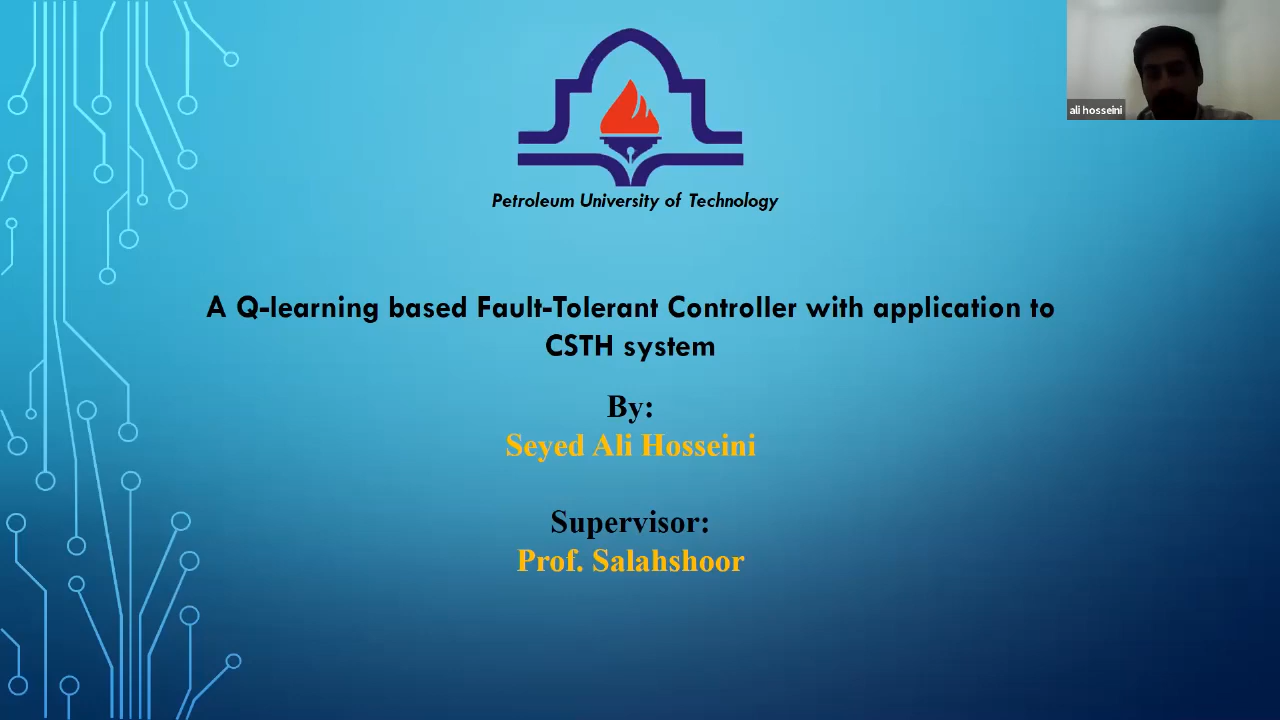 ali hosseini
Petroleum University of Technology
A Q-learning based Fault-Tolerant Controller with application to
CSTH system
By:
Seyed Ali Hosseini
Supervisor:
Prof. Salahshoor